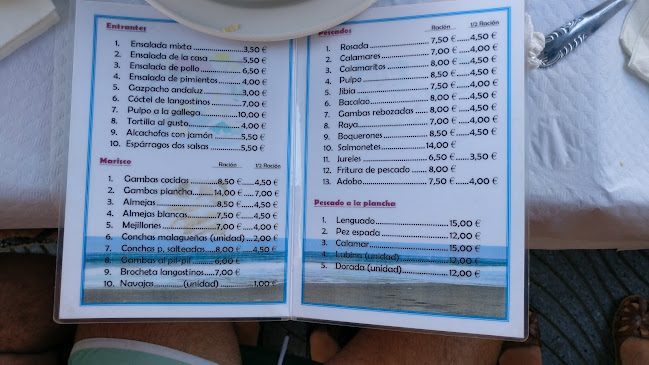 Entrantes
1. Ensalada mixta..............3,50 €
2. Ensalada de la casa..........5,50 €
3. Ensalada de pollo............6,50 €
4. Ensalada de pimientos........4,00 €
5. Gazpacho andaluz............3,00 €
6. Cóctel de langostinos........7,00 €
7. Pulpo a la gallega..........10,00 €
8. Tortilla al gusto............4,00 €
9. Alcachofas con jamón.........5,50 €
10. Espárragos dos salsas........5,50 €
Marisco Ración 1/2 Ración
1. Gambas cocidas........8,50 €....4,50 €
2. Gambas plancha.......14,00 €....7,00 €
3. Almejas...............8,50 €....4,50 €
4. Almejas blancas.......7,50 €....4,50 €
5. Mejillones............7,00 €....4,00 €
6. Conchas malagueñas (unidad)...2,00 €
7. Conchas p. salteadas...8,00 €....4,50 €
8. Gambas al pil-pil.....6,00 €
9. Brocheta langostinos.....7,00 €
10. Navajas..........(unidad)..........1,00 €
Pescados Ración 1/2 Ración
1. Rosada................7,50 €.....4,50 €
2. Calamares.............7,00 €.....4,00 €
3. Calamaritos...........8,50 €.....4,50 €
4. Pulpo.................8,50 €.....4,50 €
5. Jibia.................7,50 €.....4,50 €
6. Bacalao...............8,00 €.....4,50 €
7. Gambas rebozadas......8,50 €.....4,50 €
8. Raya..................7,00 €.....4,00 €
9. Boquerones............8,50 €.....4,50 €
10. Salmonetes............14,00 €
11. Jureles...............6,50 €.....3,50 €
12. Fritura de pescado.....8,00 €
13. Adobo.................7,50 €.....4,00 €
Pescado a la plancha
1. Lenguado..................15,00 €
2. Pez espada................12,00 €
3. Calamar...................15,00 €
4. Lubina (unidad)............12,00 €
5. Dorada (unidad)............12,00 €